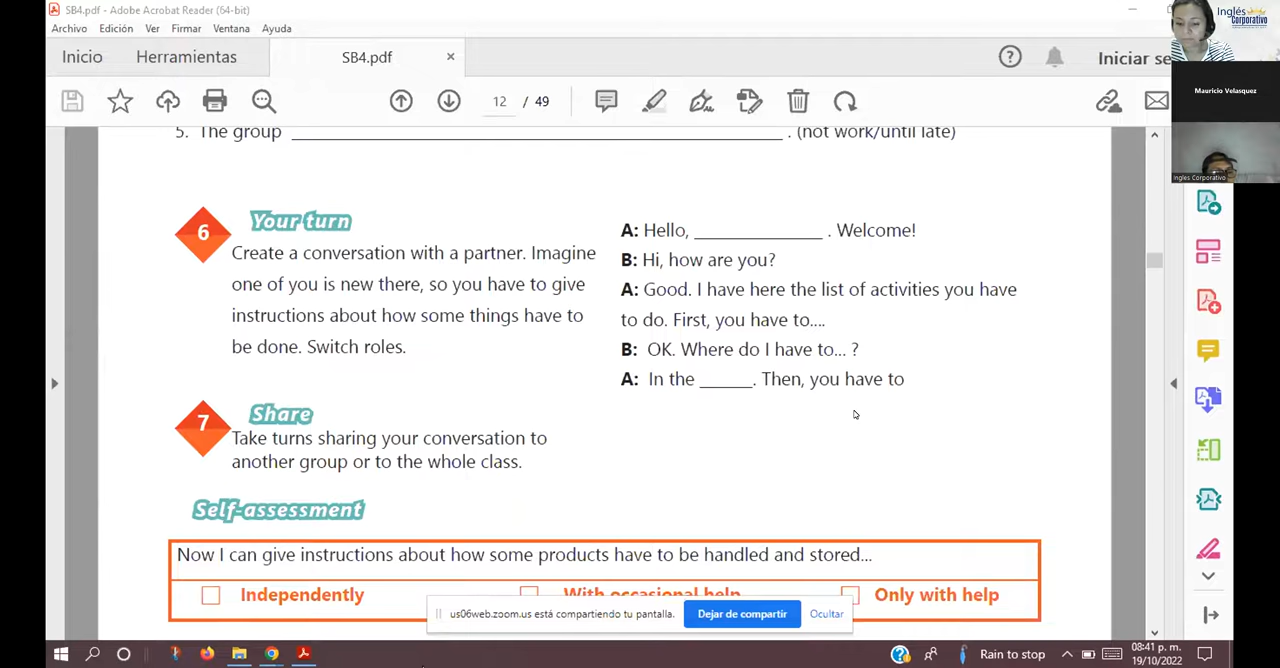 SB4.pdf - Adobe Acrobat Reader (64-bit)
Archivo Edición Ver Firmar Ventana Ayuda
Inicio Herramientas SB4.pdf × Iniciar se
12 / 49
5. The group ______ . (not work/until late)
6 Your turn
Create a conversation with a partner. Imagine
one of you is new there, so you have to give
instructions about how some things have to
be done. Switch roles.
A: Hello, ______ . Welcome!
B: Hi, how are you?
A: Good. I have here the list of activities you have
to do. First, you have to....
B: OK. Where do I have to... ?
A: In the ______. Then, you have to
7 Share
Take turns sharing your conversation to
another group or to the whole class.
Self-assessment
Now I can give instructions about how some products have to be handled and stored...
Independently With occasional help Only with help
us06web.zoom.us está compartiendo tu pantalla. Dejar de compartir Ocultar
Inglés
Corporativo
Mauricio Velasquez
Ingles Corporativo
Rain to stop
08:41 p. m.
19/10/2022